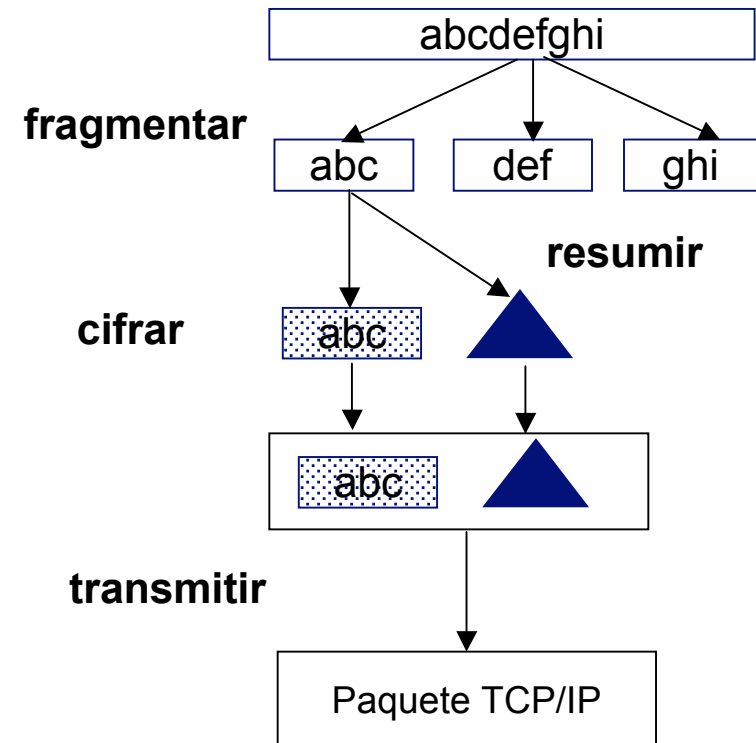 abcdefghi
fragmentar
abc def ghi
resumir
cifrar
abc
abc
transmitir
Paquete TCP/IP